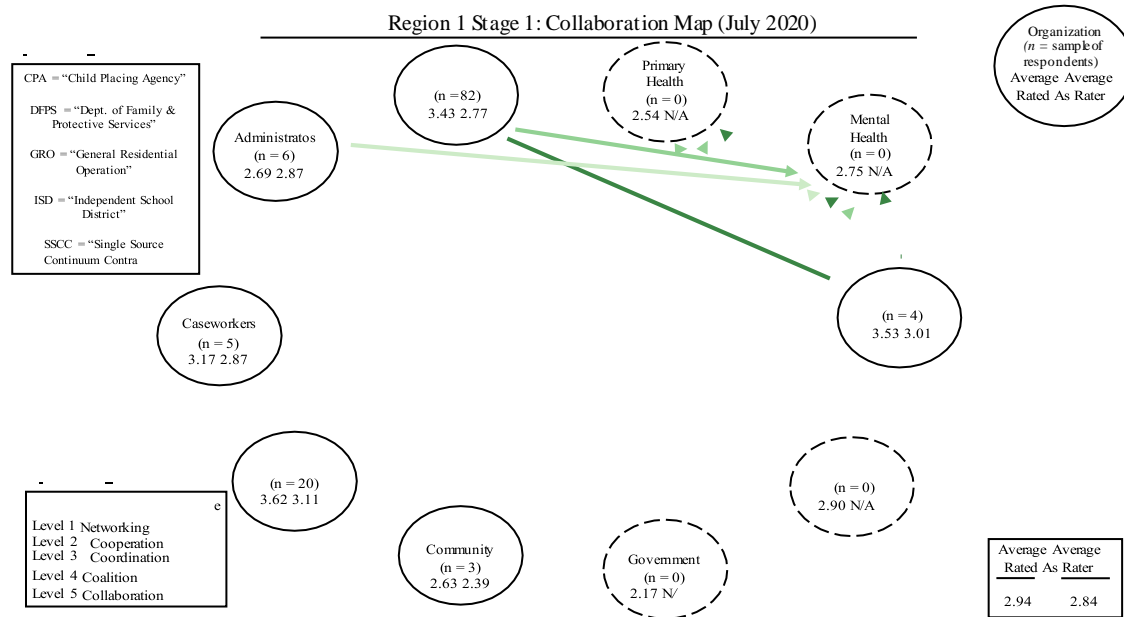 Region 1 Stage 1: Collaboration Map (July 2020)
CPA = “Child Placing Agency”
DFPS = “Dept. of Family &
Protective Services”
GRO = “General Residential
Operation”
ISD = “Independent School
District”
SSCC = “Single Source
Continuum Contra
Organization
(n = sample of
respondents)
Average Average
Rated As Rater
(n =82)
3.43 2.77
Primary
Health
(n = 0)
2.54 N/A
Mental
Health
(n = 0)
2.75 N/A
Administratos
(n = 6)
2.69 2.87
(n = 4)
3.53 3.01
Caseworkers
(n = 5)
3.17 2.87
(n = 20)
3.62 3.11
(n = 0)
2.90 N/A
Community
(n = 3)
2.63 2.39
Government
(n = 0)
2.17 N/
e
Level 1 Networking
Level 2 Cooperation
Level 3 Coordination
Level 4 Coalition
Level 5 Collaboration
Average Average
Rated As Rater
2.94 2.84